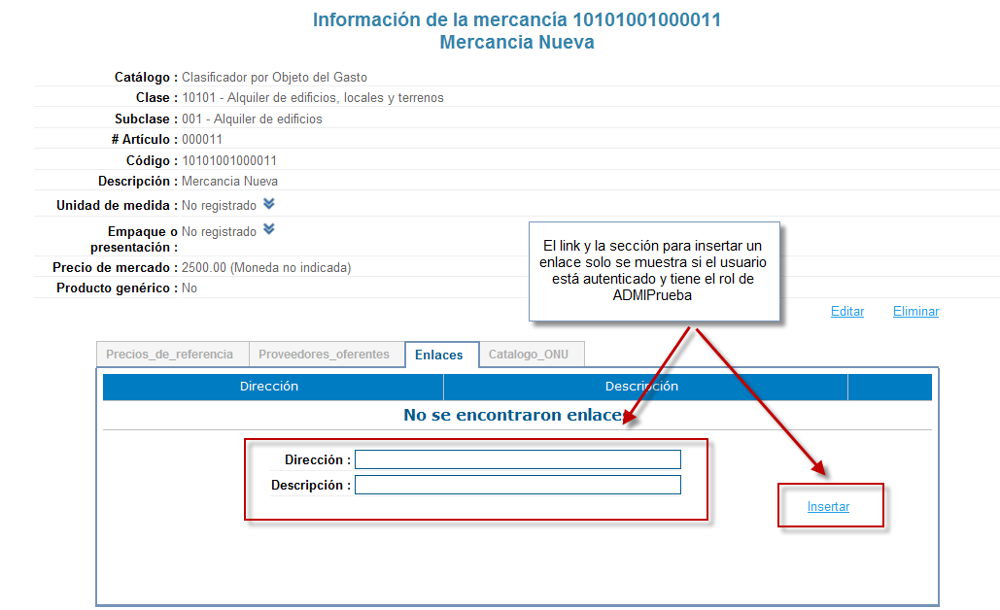 Información de la mercancía 10101001000011
Mercancia Nueva
Catálogo : Clasificador por Objeto del Gasto
Clase : 10101 - Alquiler de edificios, locales y terrenos
Subclase : 001 - Alquiler de edificios
# Artículo : 000011
Código : 10101001000011
Descripción : Mercancia Nueva
Unidad de medida : No registrado
Empaque o No registrado
presentación :
Precio de mercado : 2500.00 (Moneda no indicada)
Producto genérico : No
El link y la sección para insertar un
enlace solo se muestra si el usuario
está autenticado y tiene el rol de
ADMIPrueba
Editar Eliminar
Precios_de_referencia Proveedores_oferentes Enlaces Catalogo_ONU
Dirección Descripción
No se encontraron enlaces
Dirección :
Descripción :
Insertar